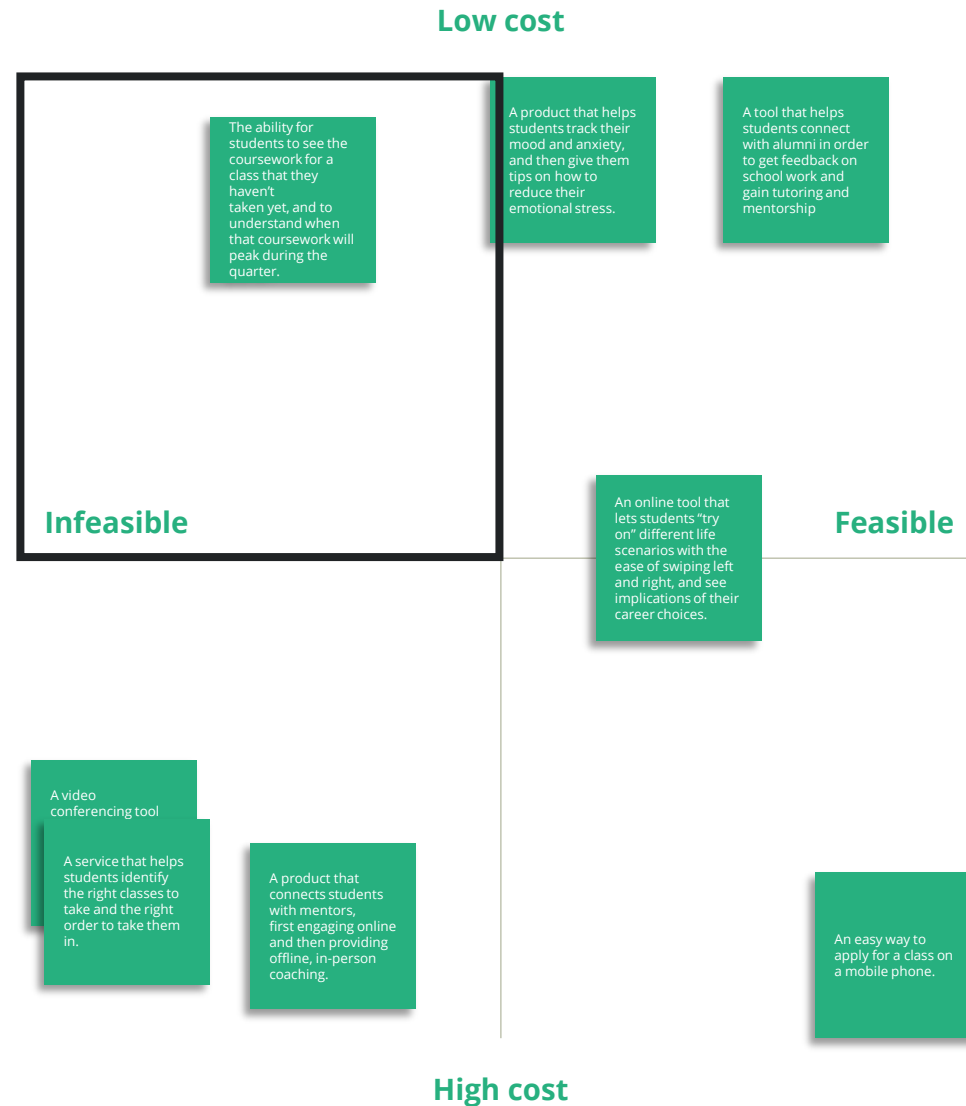 Low cost
The ability for
students to see the
coursework for a
class that they
haven’t
taken yet, and to
understand when
that coursework will
peak during the
quarter.
A product that helps
students track their
mood and anxiety,
and then give them
tips on how to
reduce their
emotional stress.
A tool that helps
students connect
with alumni in order
to get feedback on
school work and
gain tutoring and
mentorship
Infeasible
An online tool that
lets students “try
on” different life
scenarios with the
ease of swiping left
and right, and see
implications of their
career choices.
Feasible
A video
conferencing tool
A service that helps
students identify
the right classes to
take and the right
order to take them
in.
A product that
connects students
with mentors,
first engaging online
and then providing
offline, in-person
coaching.
An easy way to
apply for a class on
a mobile phone.
High cost